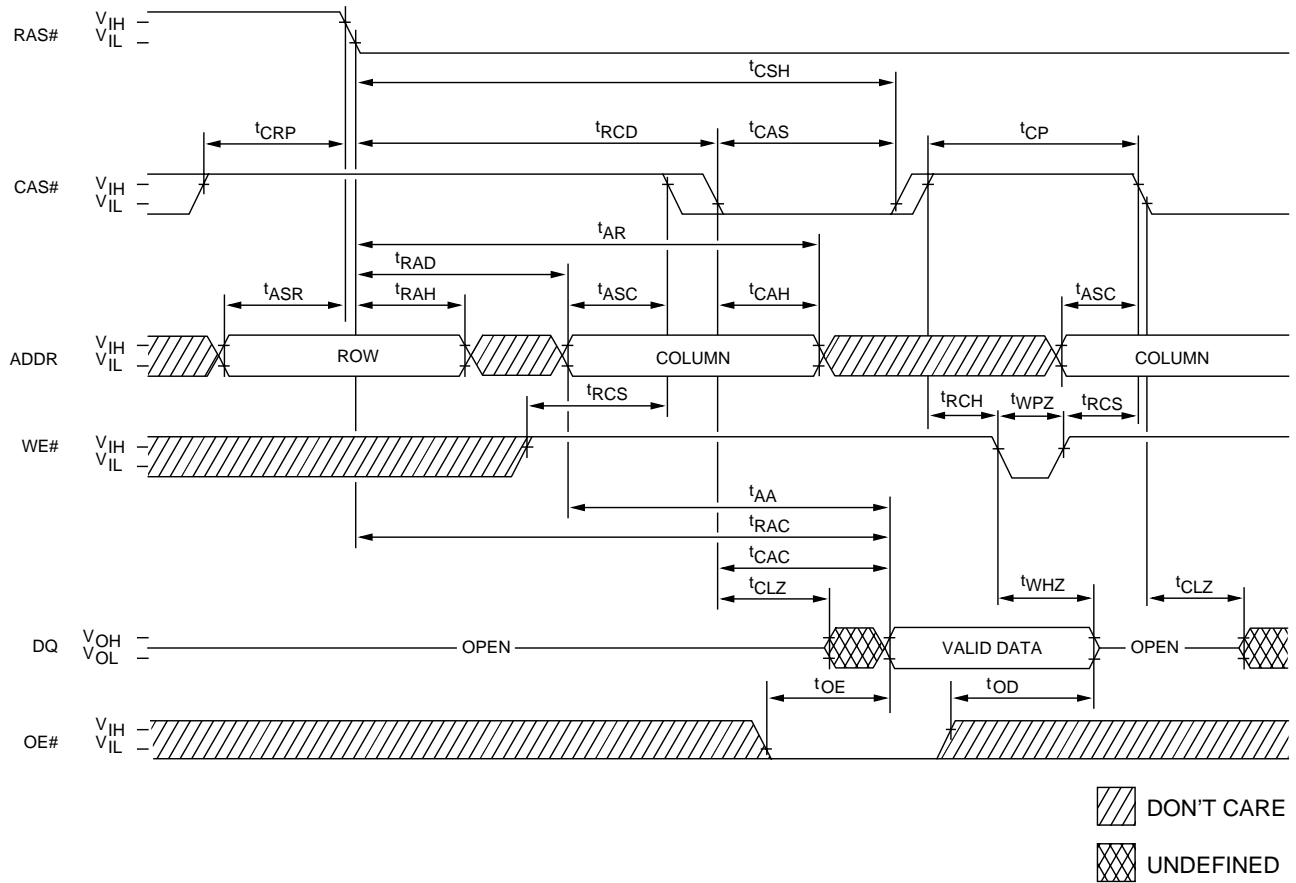 RAS# VIH
VIL
tCSH
tCRP tRCD tCAS tCP
CAS# VIH
VIL
tAR
tRAD
tASR tRAH tASC tCAH tASC
ADDR VIH
VIL
ROW COLUMN COLUMN
tRCS tRCH tWPZ tRCS
WE# VIH
VIL
tAA
tRAC
tCAC
tCLZ tWHZ tCLZ
DQ VOH
VOL
OPEN VALID DATA OPEN
tOE tOD
OE# VIH
VIL
DON'T CARE
UNDEFINED